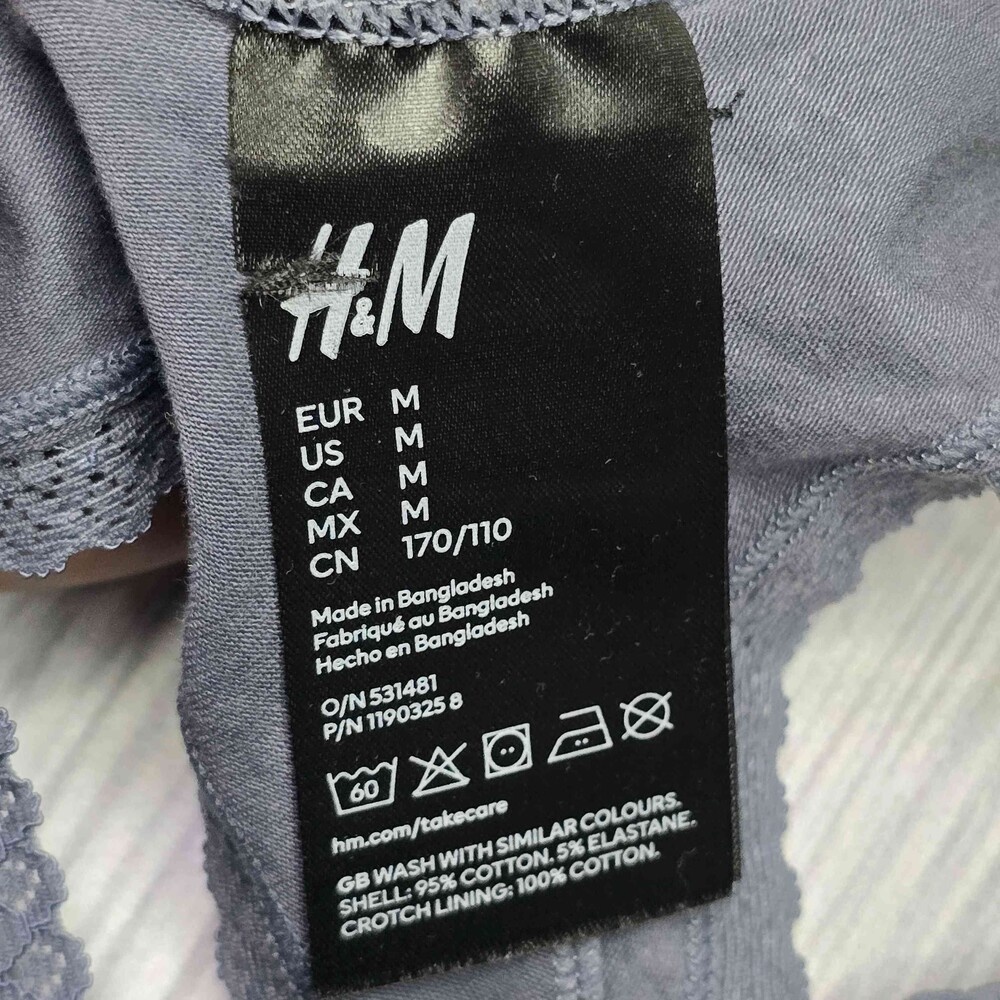 H&M
EUR M
US M
CA M
MX M
CN 170/110
Made in Bangladesh
Fabriqué au Bangladesh
Hecho en Bangladesh
O/N 531481
P/N 1190325 8
60
hm.com/takecare
GB WASH WITH SIMILAR COLOURS.
SHELL: 95% COTTON. 5% ELASTANE.
CROTCH LINING: 100% COTTON.